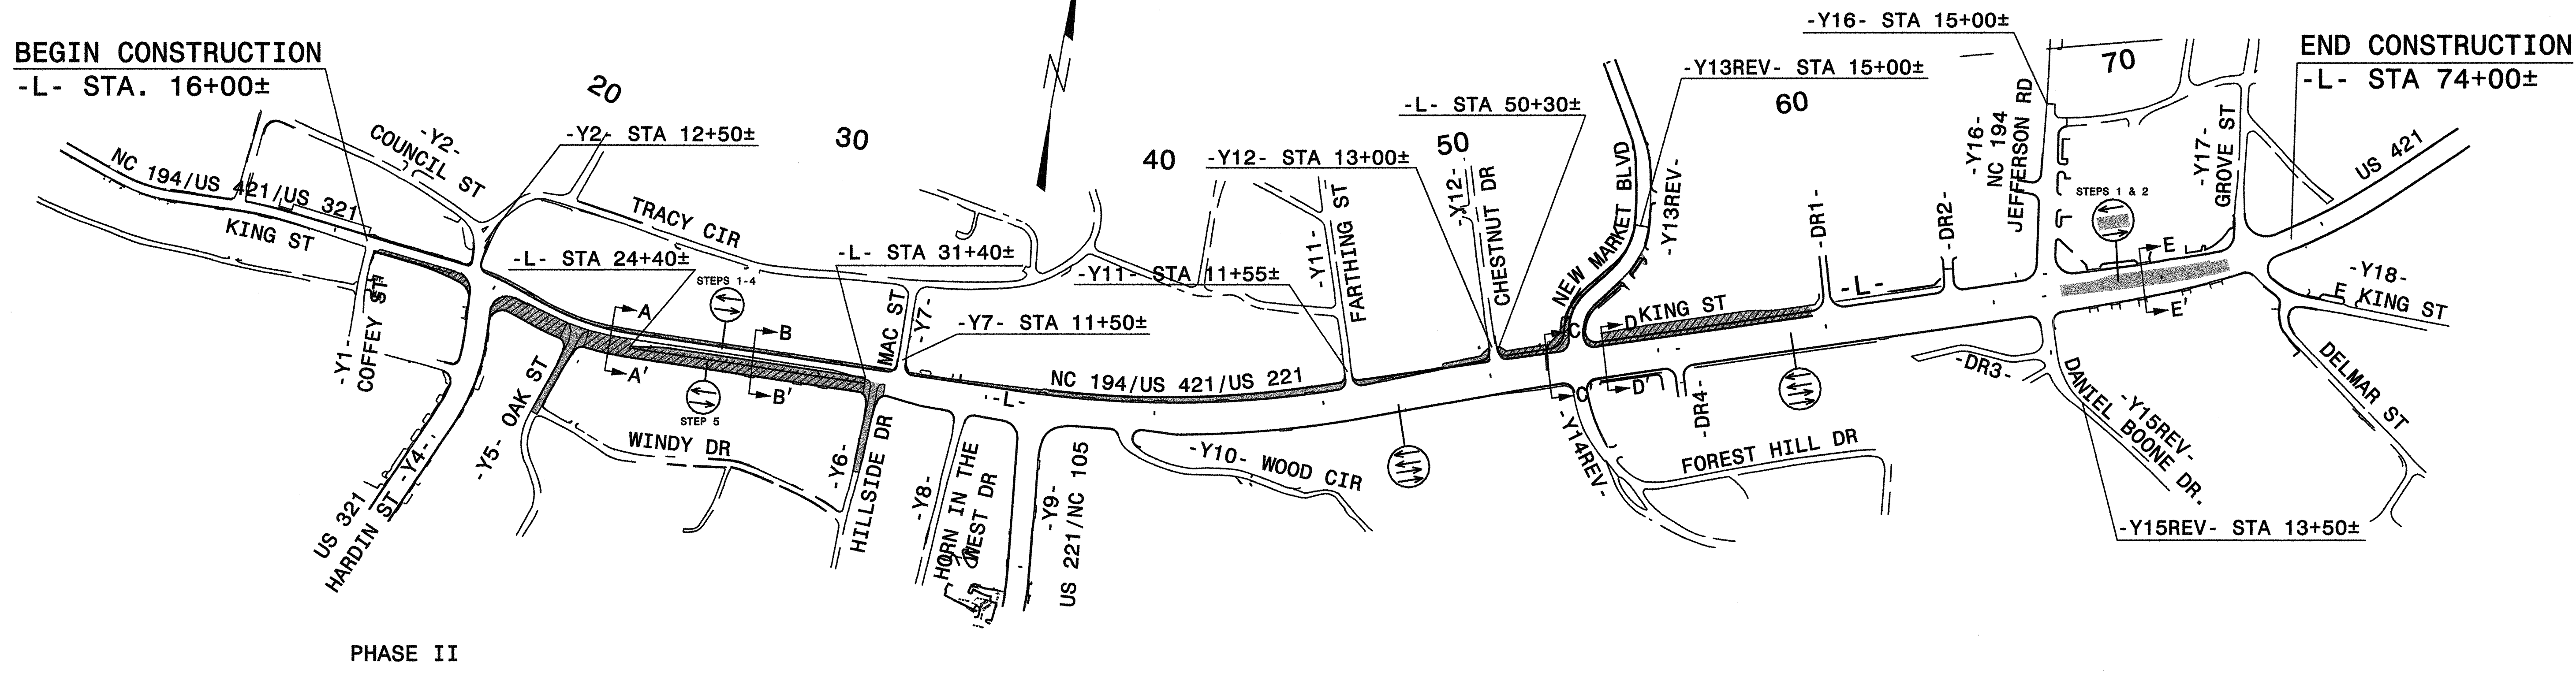 BEGIN CONSTRUCTION
-L- STA. 16+00±
20
-Y2- STA 12+50±
30
-Y2-
COUNCIL ST
NC 194/US 421/US 321
KING ST
TRACY CIR
-L- STA 24+40±
STEPS 1-4
-L- STA 31+40±
N
40
-Y12- STA 13+00±
-Y11- STA 11+55±
-Y11-
FARTHING ST
-L- STA 50+30±
50
-Y12-
CHESTNUT DR
NEW MARKET BLVD
-Y13REV-
-Y13REV- STA 15+00±
60
-Y16- STA 15+00±
-Y16-
NC 194
JEFFERSON RD
70
-Y17-
GROVE ST
END CONSTRUCTION
-L- STA 74+00±
US 421
STEPS 1 & 2
E
E'
-Y18-
E KING ST
DELMAR ST
-DR1-
-DR2-
-L-
KING ST
C
D
C'
D'
-DR4-
-DR3-
-Y15REV-
DANIEL BOONE DR.
-Y15REV- STA 13+50±
FOREST HILL DR
-Y14REV-
-Y1-
COFFEY ST
A
B
A'
B'
STEP 5
MAC ST
-Y7-
-Y7- STA 11+50±
NC 194/US 421/US 221
-L-
-Y10- WOOD CIR
-Y5-
OAK ST
WINDY DR
-Y6-
HILLSIDE DR
-Y8-
HORN IN THE
WEST DR
-Y9-
US 221/NC 105
US 321
HARDIN ST -Y4-
PHASE II